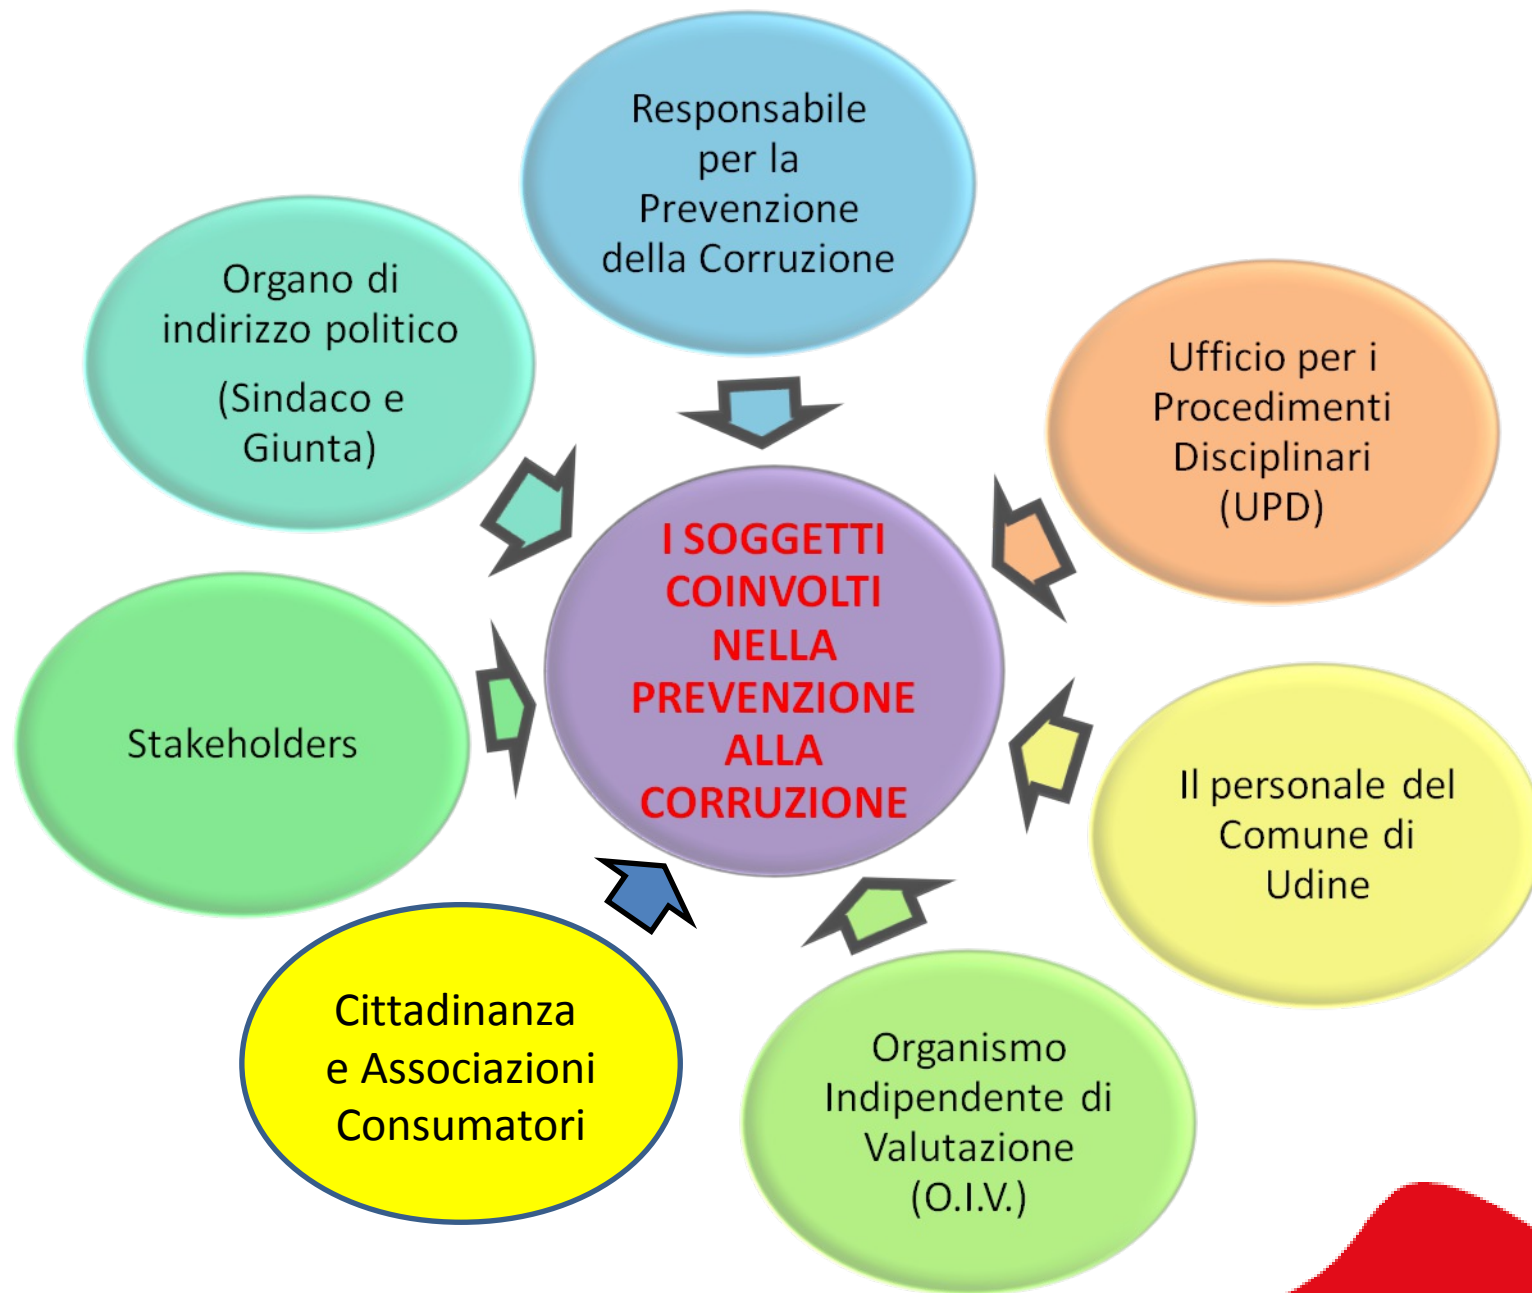 Responsabile
per la
Prevenzione
della Corruzione
Organo di
indirizzo politico
(Sindaco e
Giunta)
Ufficio per i
Procedimenti
Disciplinari
(UPD)
I SOGGETTI
COINVOLTI
NELLA
PREVENZIONE
ALLA
CORRUZIONE
Stakeholders
Il personale del
Comune di
Udine
Cittadinanza
e Associazioni
Consumatori
Organismo
Indipendente di
Valutazione
(O.I.V.)